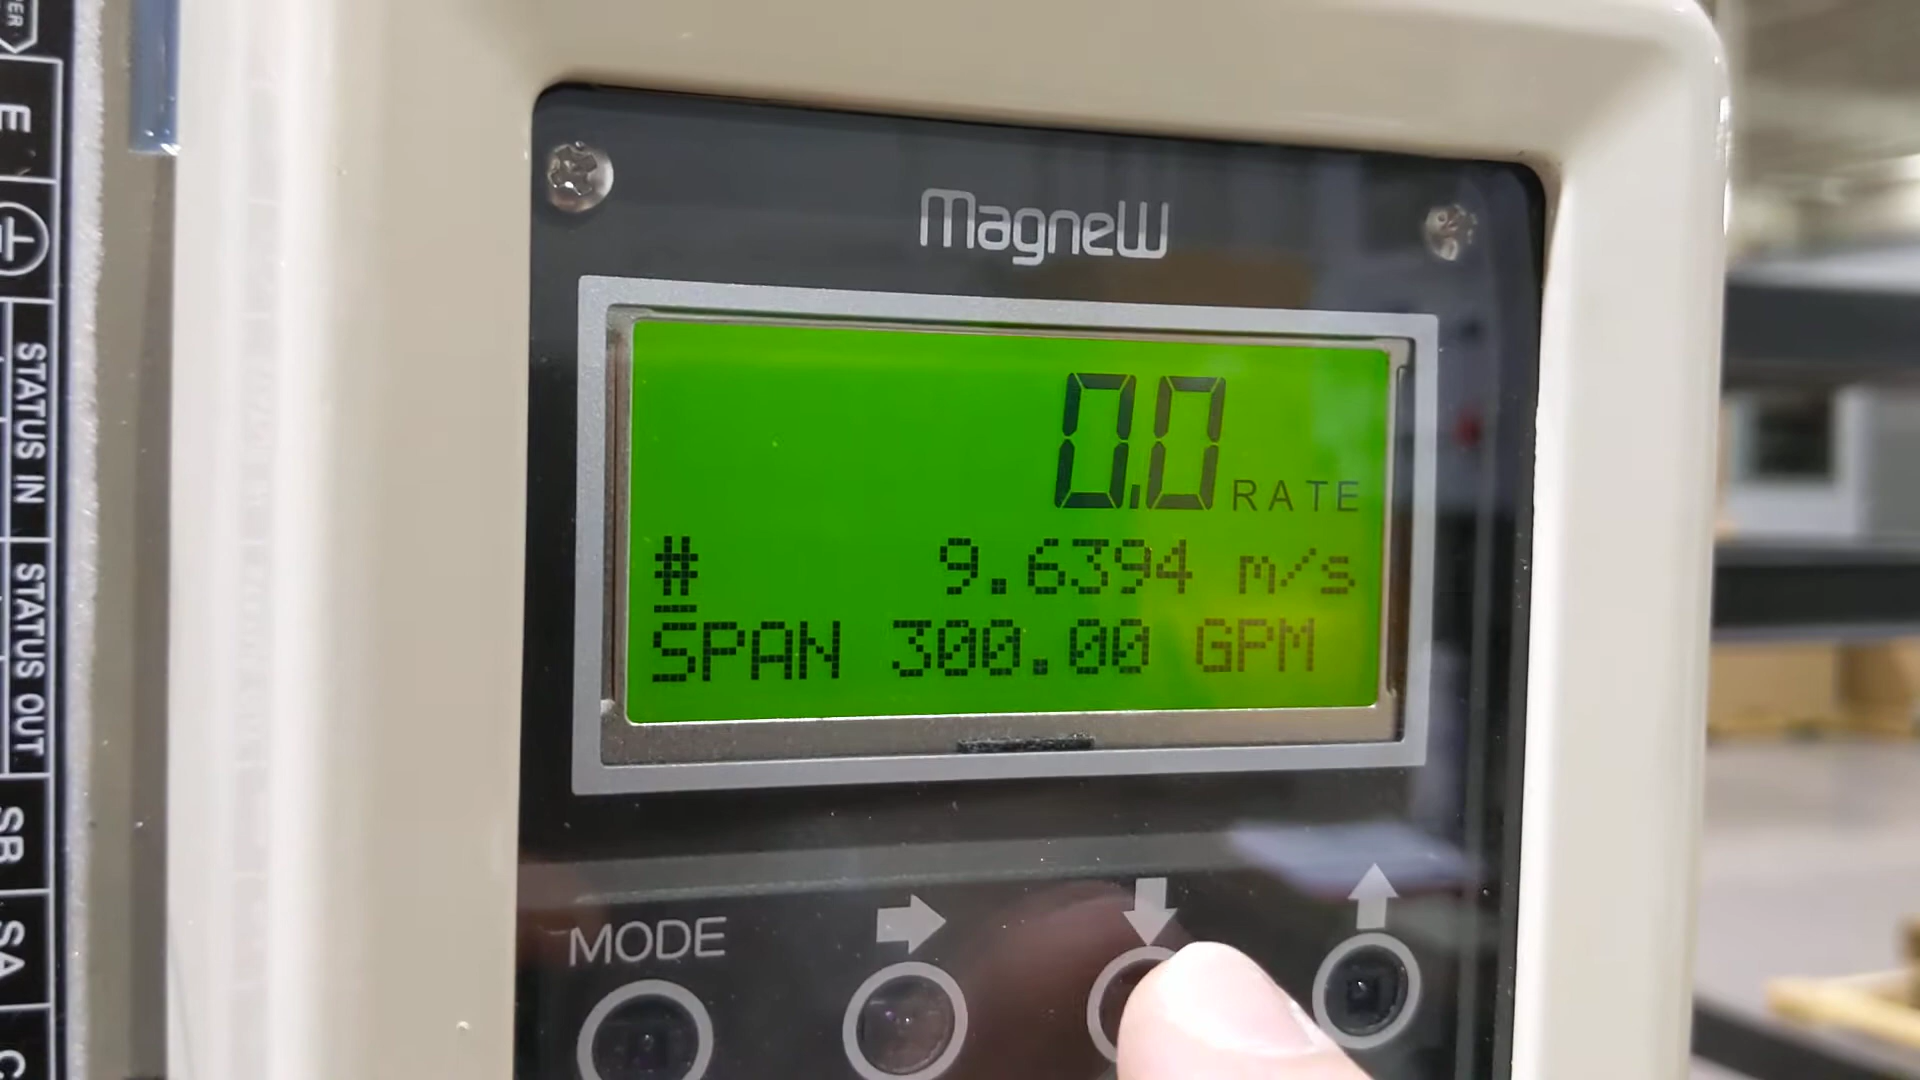 MagneW
0.0 RATE
# 9.6394 m/s
SPAN 300.00 GPM
MODE
E
STATUS IN
STATUS OUT
SB
SA